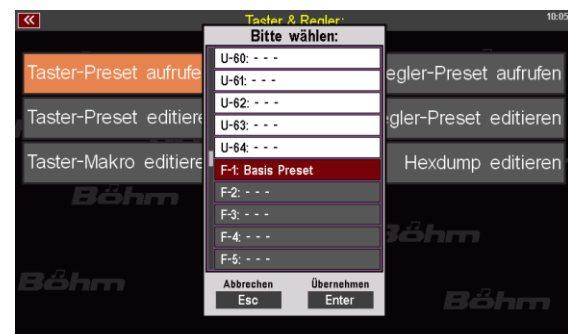 Taster & Regler:
10:05
Bitte wählen:
Taster-Preset aufrufe
egler-Preset aufrufen
Taster-Preset editiere
gler-Preset editieren
Taster-Makro editiere
Hexdump editieren
U-60: - - -
U-61: - - -
U-62: - - -
U-63: - - -
U-64: - - -
F-1: Basis Preset
F-2: - - -
F-3: - - -
F-4: - - -
F-5: - - -
Abbrechen
Übernehmen
Esc
Enter
Böhm
Böhm
Böhm
Böhm